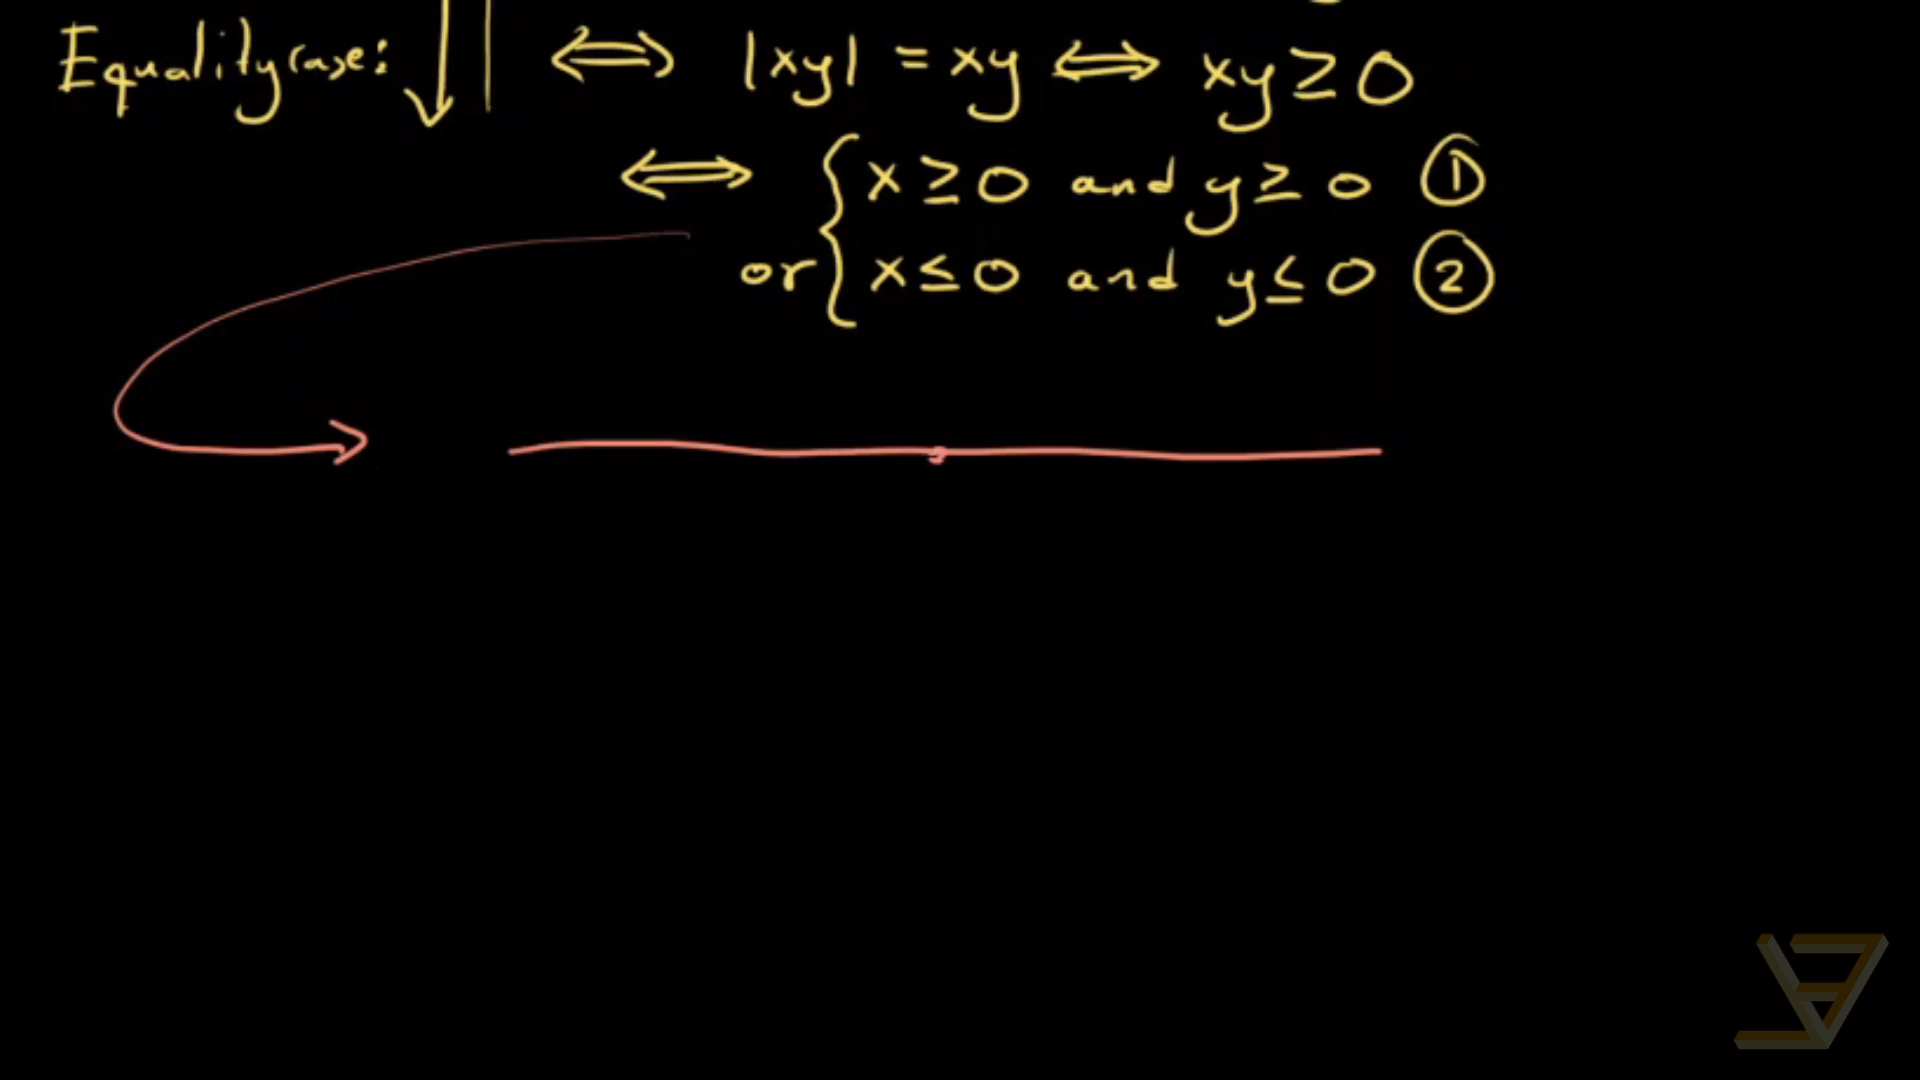 Equality case: ⇓ ⟺ |xy| = xy ⟺ xy ≥ 0
⟺ { x ≥ 0 and y ≥ 0 ①
or { x ≤ 0 and y ≤ 0 ②